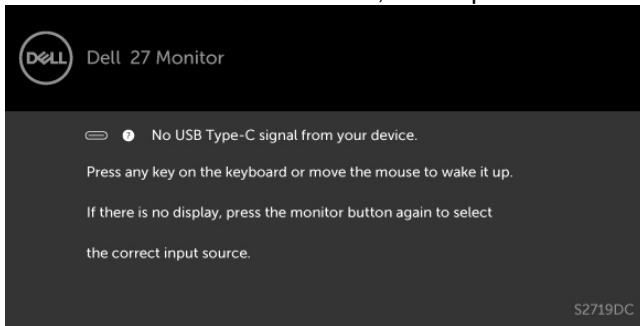 DELL
Dell 27 Monitor
? No USB Type-C signal from your device.
Press any key on the keyboard or move the mouse to wake it up.
If there is no display, press the monitor button again to select
the correct input source.
S2719DC